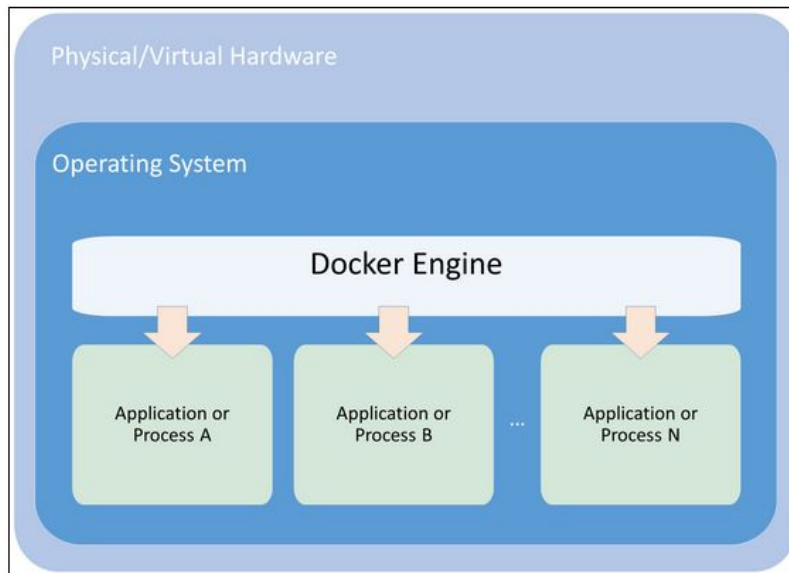 Physical/Virtual Hardware
Operating System
Docker Engine
Application or
Process A
Application or
Process B
...
Application or
Process N